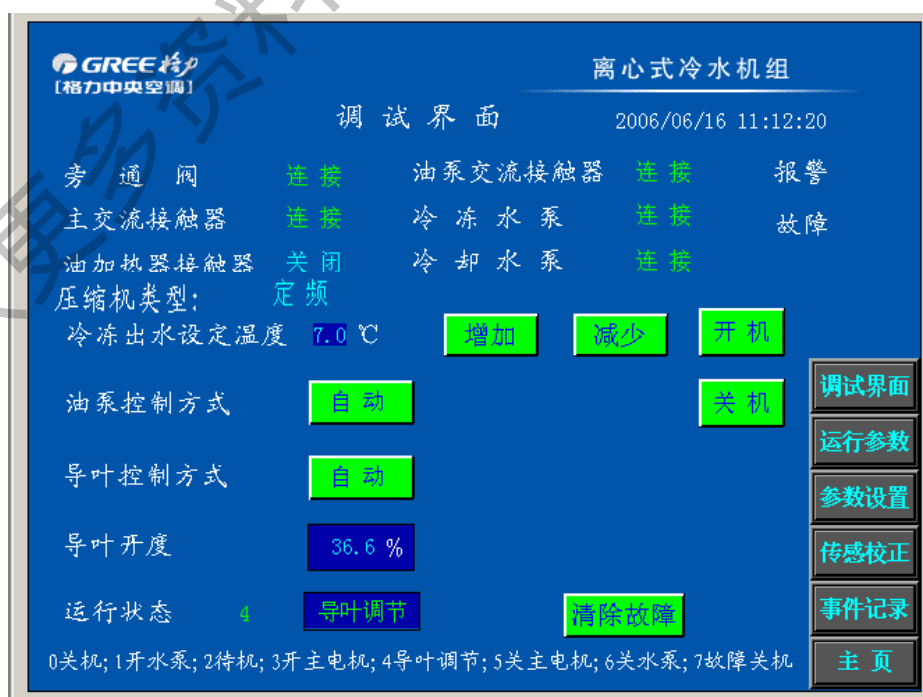 GREE 格力
[格力中央空调]
离心式冷水机组
调试界面
2006/06/16 11:12:20
旁通阀 连接 油泵交流接触器 连接 报警
主交流接触器 连接 冷冻水泵 连接 故障
油加热器接触器 关闭 冷却水泵 连接
压缩机类型: 定频
冷冻出水设定温度 7.0 ℃ 增加 减少 开机
油泵控制方式 自动 关机
导叶控制方式 自动
导叶开度 36.6 %
运行状态 4 导叶调节 清除故障
0关机; 1开水泵; 2待机; 3开主电机; 4导叶调节; 5关主电机; 6关水泵; 7故障关机
调试界面
运行参数
参数设置
传感校正
事件记录
主页
更多资料